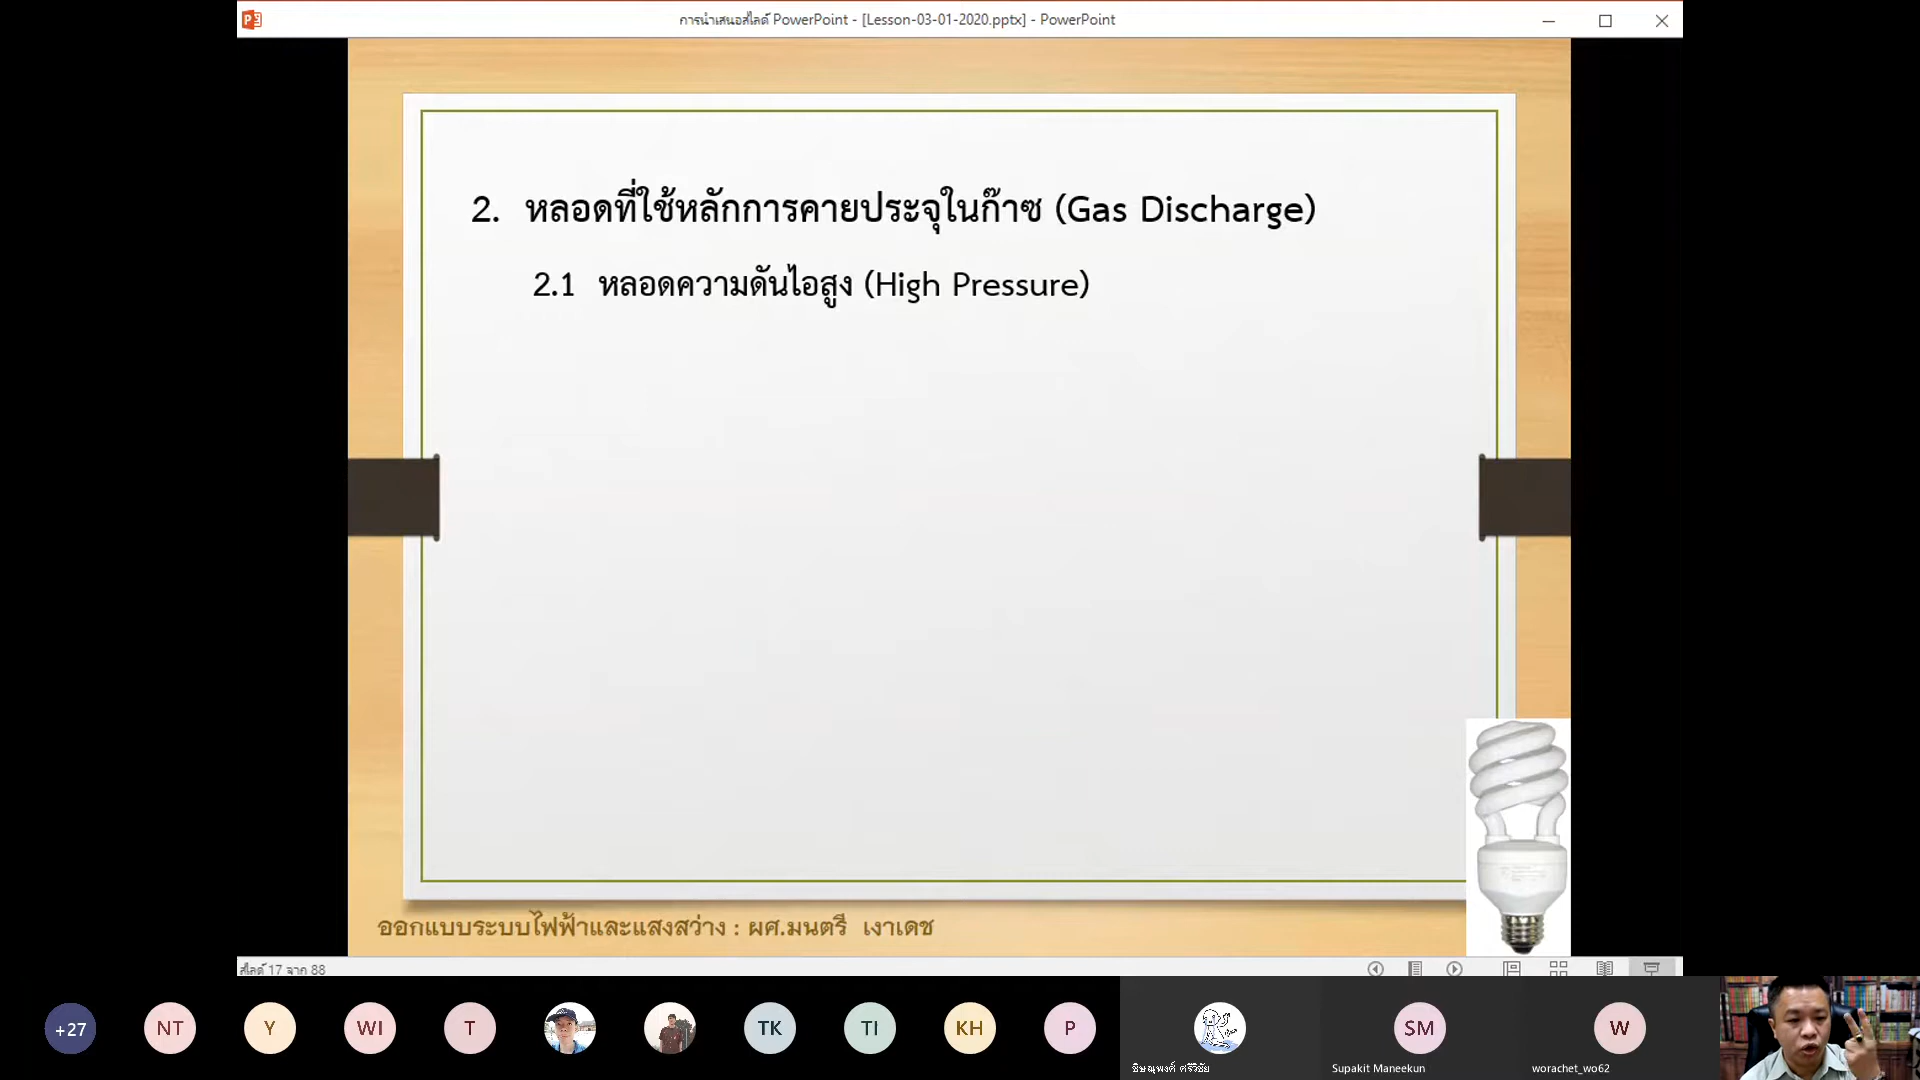 การนำเสนอสไลด์ PowerPoint - [Lesson-03-01-2020.pptx] - PowerPoint
2. หลอดที่ใช้หลักการคายประจุในก๊าซ (Gas Discharge)
2.1 หลอดความดันไอสูง (High Pressure)
ออกแบบระบบไฟฟ้าและแสงสว่าง : ผศ.มนตรี เงาเดช
สไลด์ 17 จาก 88
+27
NT
Y
WI
T
TK
TI
KH
P
SM
W
ศรีวิชัย
Supakit Maneekun
worachet_wo62